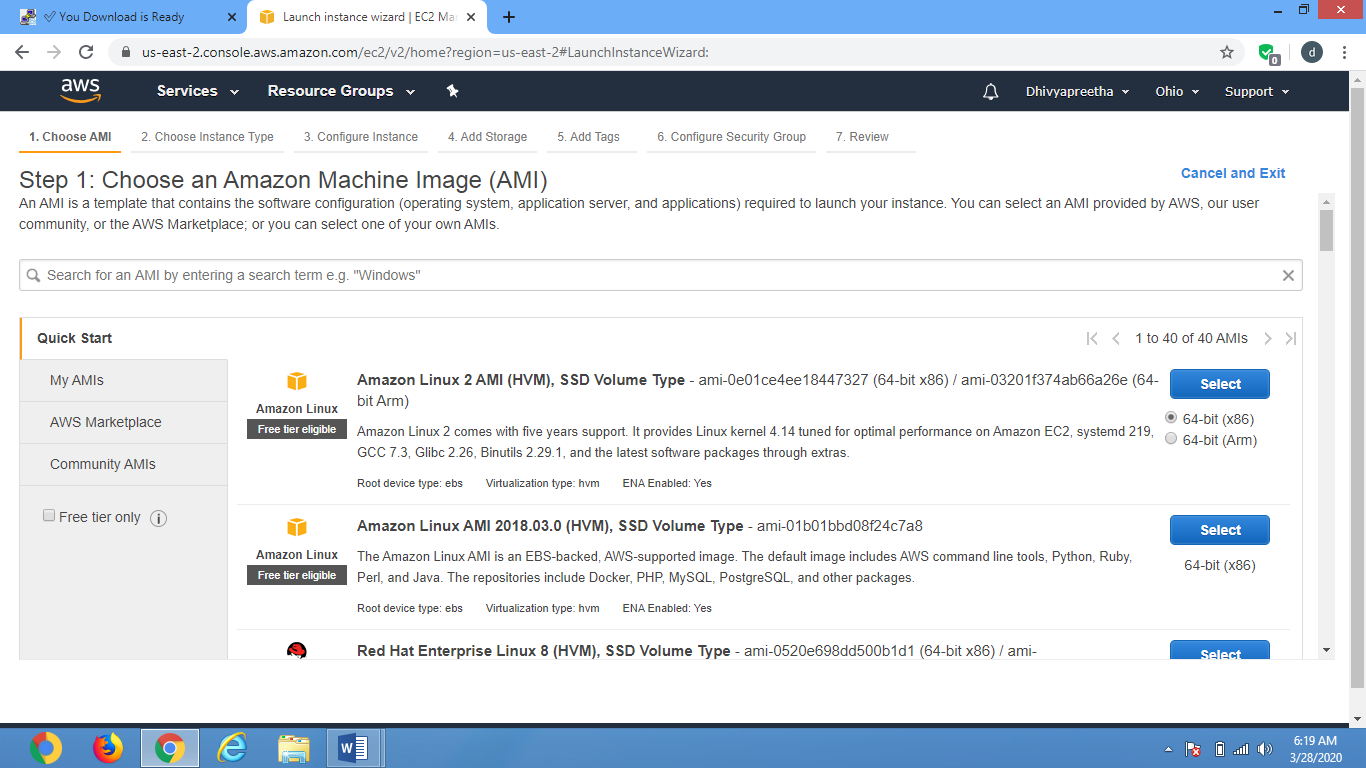 You Download is Ready
Launch instance wizard | EC2 Ma
us-east-2.console.aws.amazon.com/ec2/v2/home?region=us-east-2#LaunchInstanceWizard:
0
d
aws
Services
Resource Groups
Dhivyapreetha
Ohio
Support
1. Choose AMI
2. Choose Instance Type
3. Configure Instance
4. Add Storage
5. Add Tags
6. Configure Security Group
7. Review
Step 1: Choose an Amazon Machine Image (AMI)
Cancel and Exit
An AMI is a template that contains the software configuration (operating system, application server, and applications) required to launch your instance. You can select an AMI provided by AWS, our user
community, or the AWS Marketplace; or you can select one of your own AMIs.
Search for an AMI by entering a search term e.g. "Windows"
Quick Start
1 to 40 of 40 AMIs
My AMIs
AWS Marketplace
Community AMIs
Free tier only
i
Amazon Linux
Free tier eligible
Amazon Linux 2 AMI (HVM), SSD Volume Type - ami-0e01ce4ee18447327 (64-bit x86) / ami-03201f374ab66a26e (64-
bit Arm)
Amazon Linux 2 comes with five years support. It provides Linux kernel 4.14 tuned for optimal performance on Amazon EC2, systemd 219,
GCC 7.3, Glibc 2.26, Binutils 2.29.1, and the latest software packages through extras.
Root device type: ebs
Virtualization type: hvm
ENA Enabled: Yes
Select
64-bit (x86)
64-bit (Arm)
Amazon Linux
Free tier eligible
Amazon Linux AMI 2018.03.0 (HVM), SSD Volume Type - ami-01b01bbd08f24c7a8
The Amazon Linux AMI is an EBS-backed, AWS-supported image. The default image includes AWS command line tools, Python, Ruby,
Perl, and Java. The repositories include Docker, PHP, MySQL, PostgreSQL, and other packages.
Root device type: ebs
Virtualization type: hvm
ENA Enabled: Yes
Select
64-bit (x86)
Red Hat Enterprise Linux 8 (HVM), SSD Volume Type - ami-0520e698dd500b1d1 (64-bit x86) / ami-
Select
W
6:19 AM
3/28/2020